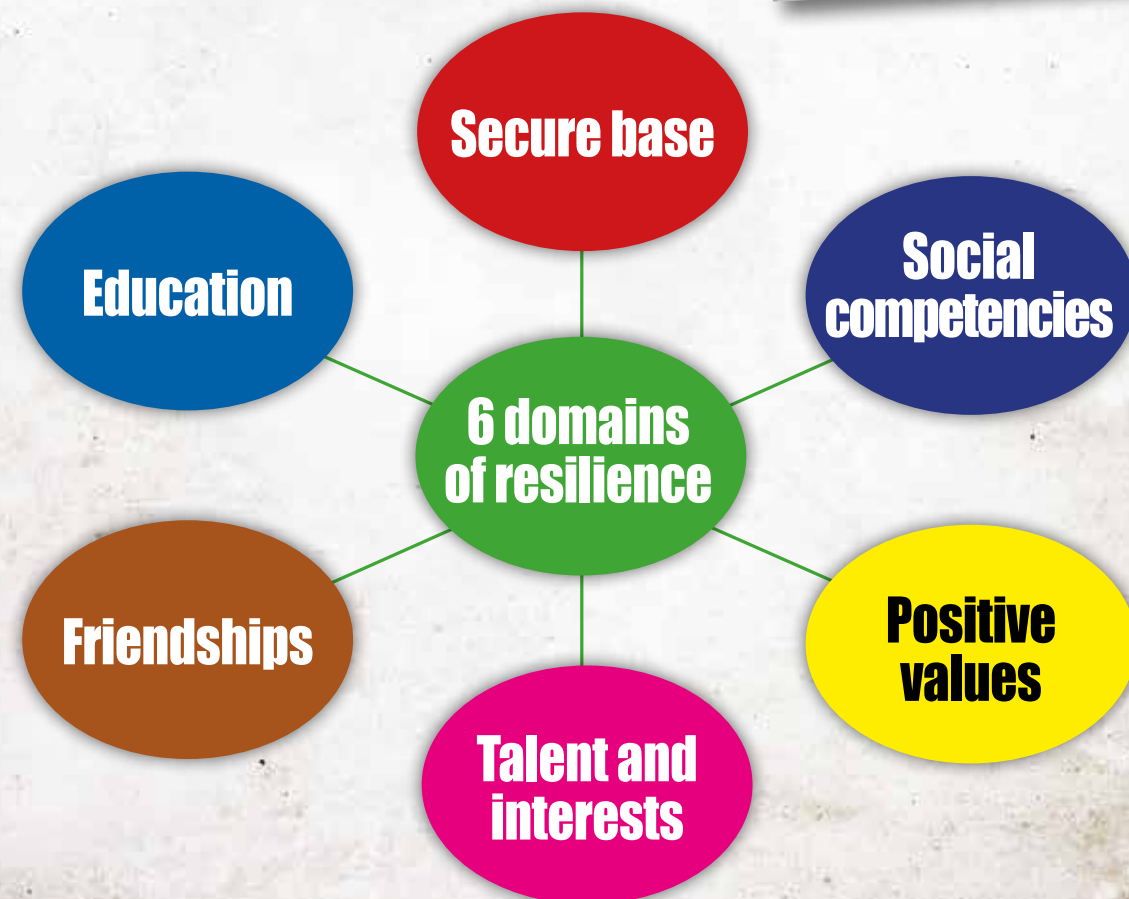 Secure base
Social
competencies
Education
6 domains
of resilience
Friendships
Positive
values
Talent and
interests